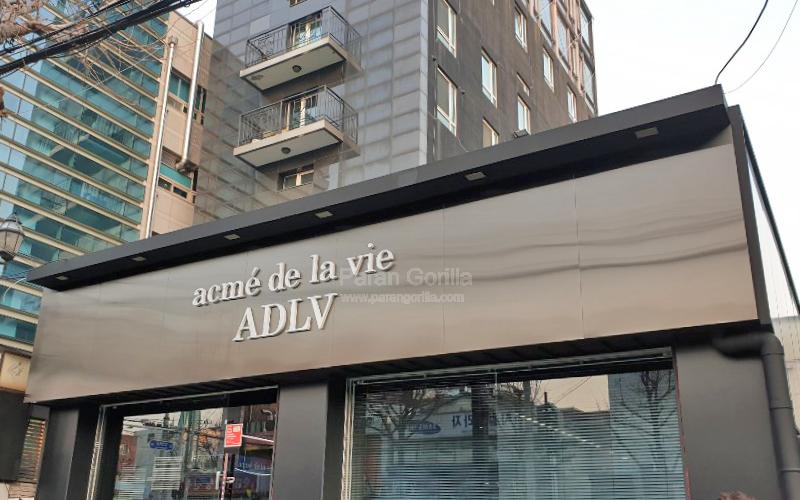 acmé de la vie
ADLV
Paran Gorilla
www.parangorilla.com